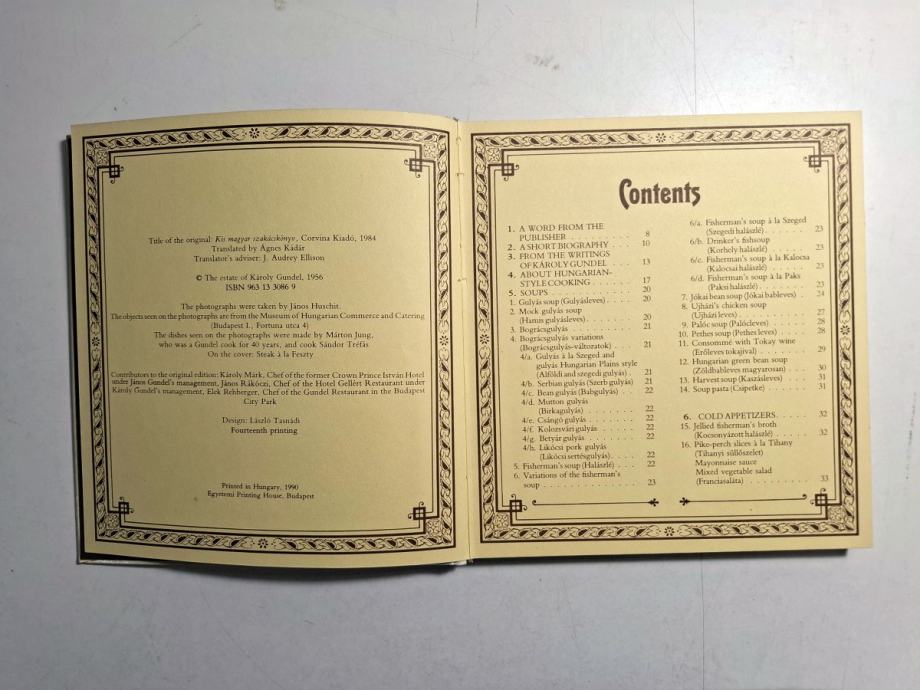 Title of the original: Kis magyar szakácskönyv, Corvina Kiadó, 1984
Translated by Ágnes Kádár
Translator's adviser: J. Audrey Ellison
© The estate of Károly Gundel, 1956
ISBN 963 13 3086 9
The photographs were taken by János Huschit.
The objects seen on the photographs are from the Museum of Hungarian Commerce and Catering
(Budapest I., Fortuna utca 4)
The dishes seen on the photographs were made by Márton Jung,
who was a Gundel cook for 40 years, and cook Sándor Tréfás
On the cover: Steak à la Feszty
Contributors to the original edition: Károly Márk, Chef of the former Crown Prince István Hotel
under János Gundel's management, János Rákóczi, Chef of the Hotel Gellért Restaurant under
Károly Gundel's management, Elek Rehberger, Chef of the Gundel Restaurant in the Budapest
City Park
Design: László Tasnádi
Fourteenth printing
Printed in Hungary, 1990
Egyetemi Printing House, Budapest
Contents
1. A WORD FROM THE
PUBLISHER . . . . . . . . 8
2. A SHORT BIOGRAPHY . . . 10
3. FROM THE WRITINGS
OF KÁROLY GUNDEL . . . 13
4. ABOUT HUNGARIAN-
STYLE COOKING . . . . . 17
5. SOUPS . . . . . . . . . . 20
1. Gulyás soup (Gulyásleves) . . . 20
2. Mock gulyás soup
(Hamis gulyásleves) . . . . . . 20
3. Bográcsgulyás . . . . . . . . 21
4. Bográcsgulyás variations
(Bográcsgulyás-változatok) . . . 21
4/a. Gulyás à la Szeged and
gulyás Hungarian Plains style
(Alföldi and szegedi gulyás) . 21
4/b. Serbian gulyás (Szerb gulyás) 21
4/c. Bean gulyás (Babgulyás) . . 22
4/d. Mutton gulyás
(Birkagulyás) . . . . . . . 22
4/e. Csángó gulyás . . . . . . 22
4/f. Kolozsvári gulyás . . . . . 22
4/g. Betyár gulyás . . . . . . 22
4/h. Likócsi pork gulyás
(Likócsi sertésgulyás) . . . . 22
5. Fisherman's soup (Halászlé) . . . 22
6. Variations of the fisherman's
soup . . . . . . . . . . . . 23
6/a. Fisherman's soup à la Szeged
(Szegedi halászlé) . . . . . 23
6/b. Drinker's fishsoup
(Korhely halászlé) . . . . . 23
6/c. Fisherman's soup à la Kalocsa
(Kalocsai halászlé) . . . . . 23
6/d. Fisherman's soup à la Paks
(Paksi halászlé) . . . . . . 23
7. Jókai bean soup (Jókai bableves) . 24
8. Ujházi's chicken soup
(Ujházi leves) . . . . . . . . 27
9. Palóc soup (Palócleves) . . . . 28
10. Pethes soup (Pethes leves) . . . 28
11. Consommé with Tokay wine
(Erőleves tokajival) . . . . . . 29
12. Hungarian green bean soup
(Zöldbableves magyarosan) . . . 30
13. Harvest soup (Kaszásleves) . . . 31
14. Soup pasta (Csipetke) . . . . . 31
6. COLD APPETIZERS . . . . 32
15. Jellied fisherman's broth
(Kocsonyázott halászlé) . . . . 32
16. Pike-perch slices à la Tihany
(Tihanyi süllőszelet)
Mayonnaise sauce
Mixed vegetable salad
(Franciasaláta) . . . . . . . . 33